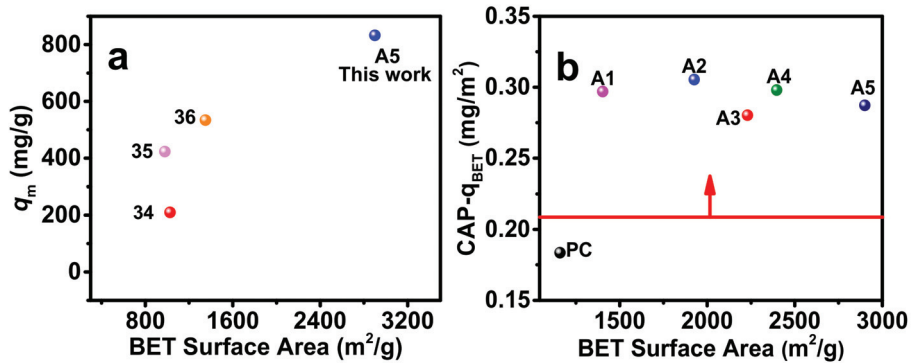 a
800
600
400
200
0
qm (mg/g)
A5
This work
36
35
34
800 1600 2400 3200
BET Surface Area (m²/g)
b
0.35
0.30
0.25
0.20
0.15
CAP-qBET (mg/m²)
A1
A2
A4
A5
A3
PC
1500 2000 2500 3000
BET Surface Area (m²/g)